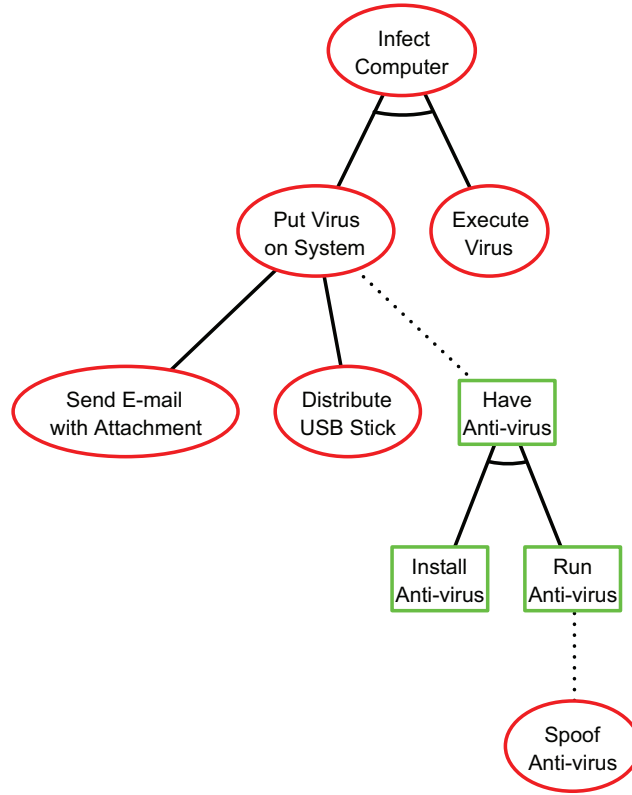 Infect
Computer
Put Virus
on System
Execute
Virus
Send E-mail
with Attachment
Distribute
USB Stick
Have
Anti-virus
Install
Anti-virus
Run
Anti-virus
Spoof
Anti-virus